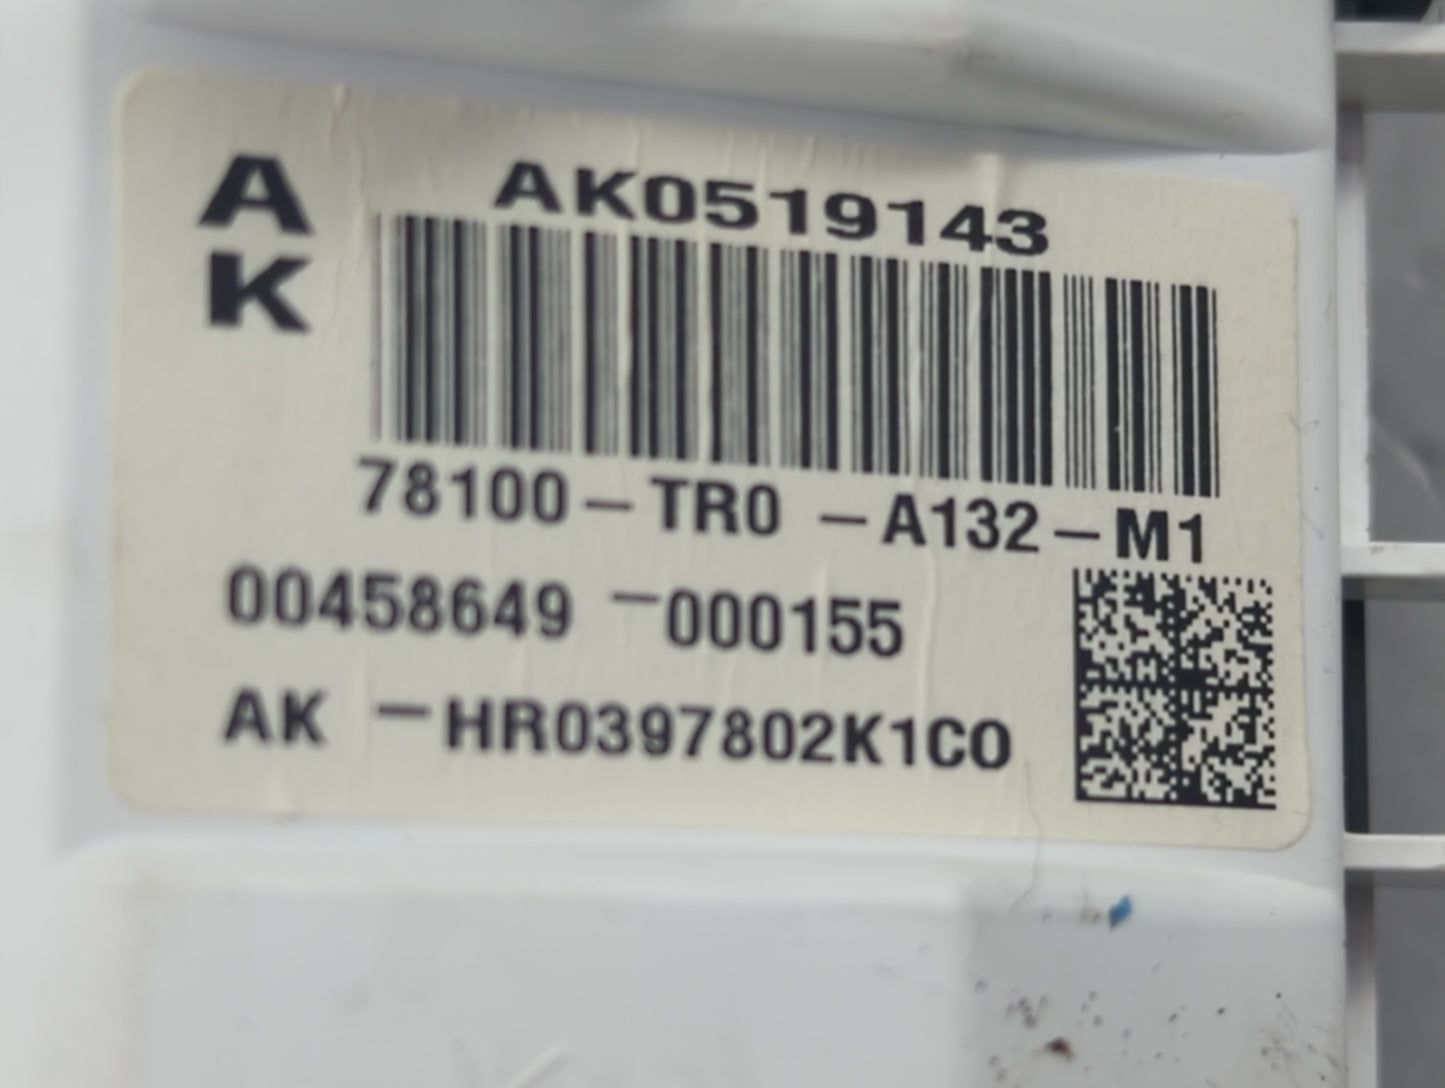 A
K
AK0519143
78100-TR0 -A132-M1
00458649 -000155
AK -HR0397802K1C0